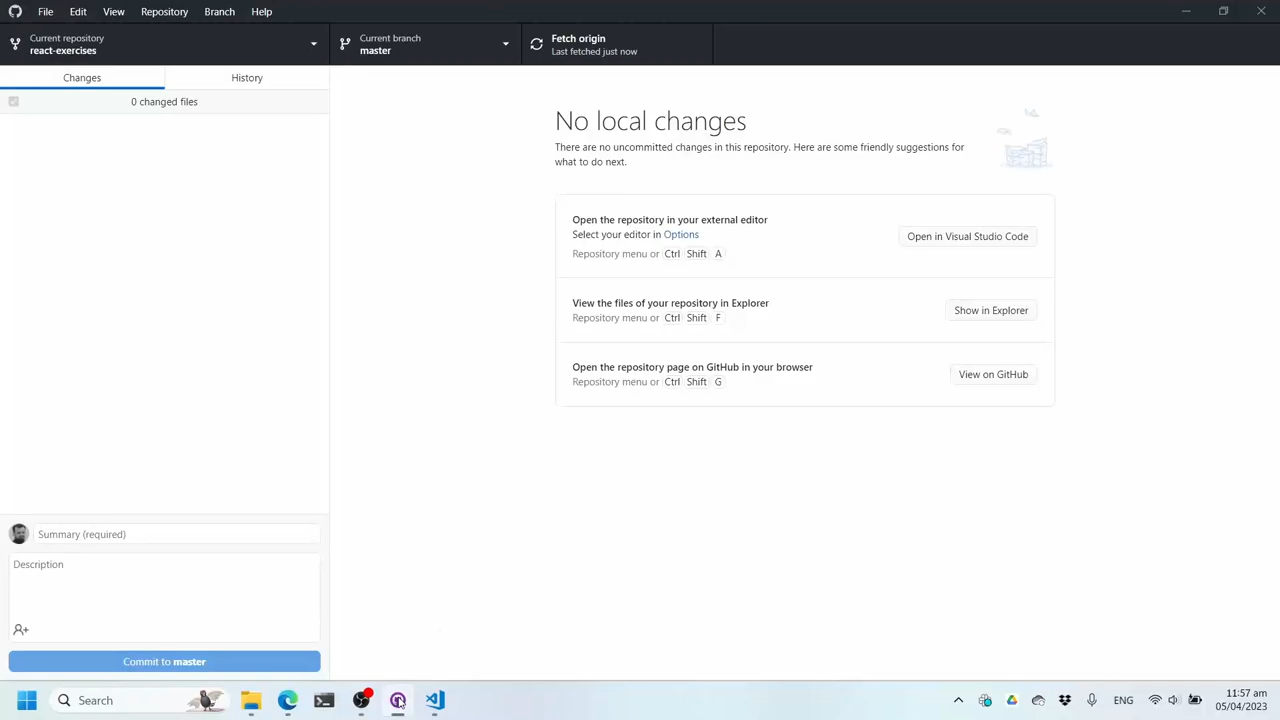 File Edit View Repository Branch Help
Current repository
react-exercises
Current branch
master
Fetch origin
Last fetched just now
Changes
History
0 changed files
No local changes
There are no uncommitted changes in this repository. Here are some friendly suggestions for
what to do next.
Open the repository in your external editor
Select your editor in Options
Repository menu or Ctrl Shift A
Open in Visual Studio Code
View the files of your repository in Explorer
Repository menu or Ctrl Shift F
Show in Explorer
Open the repository page on GitHub in your browser
Repository menu or Ctrl Shift G
View on GitHub
Summary (required)
Description
Commit to master
Search
ENG
11:57 am
05/04/2023